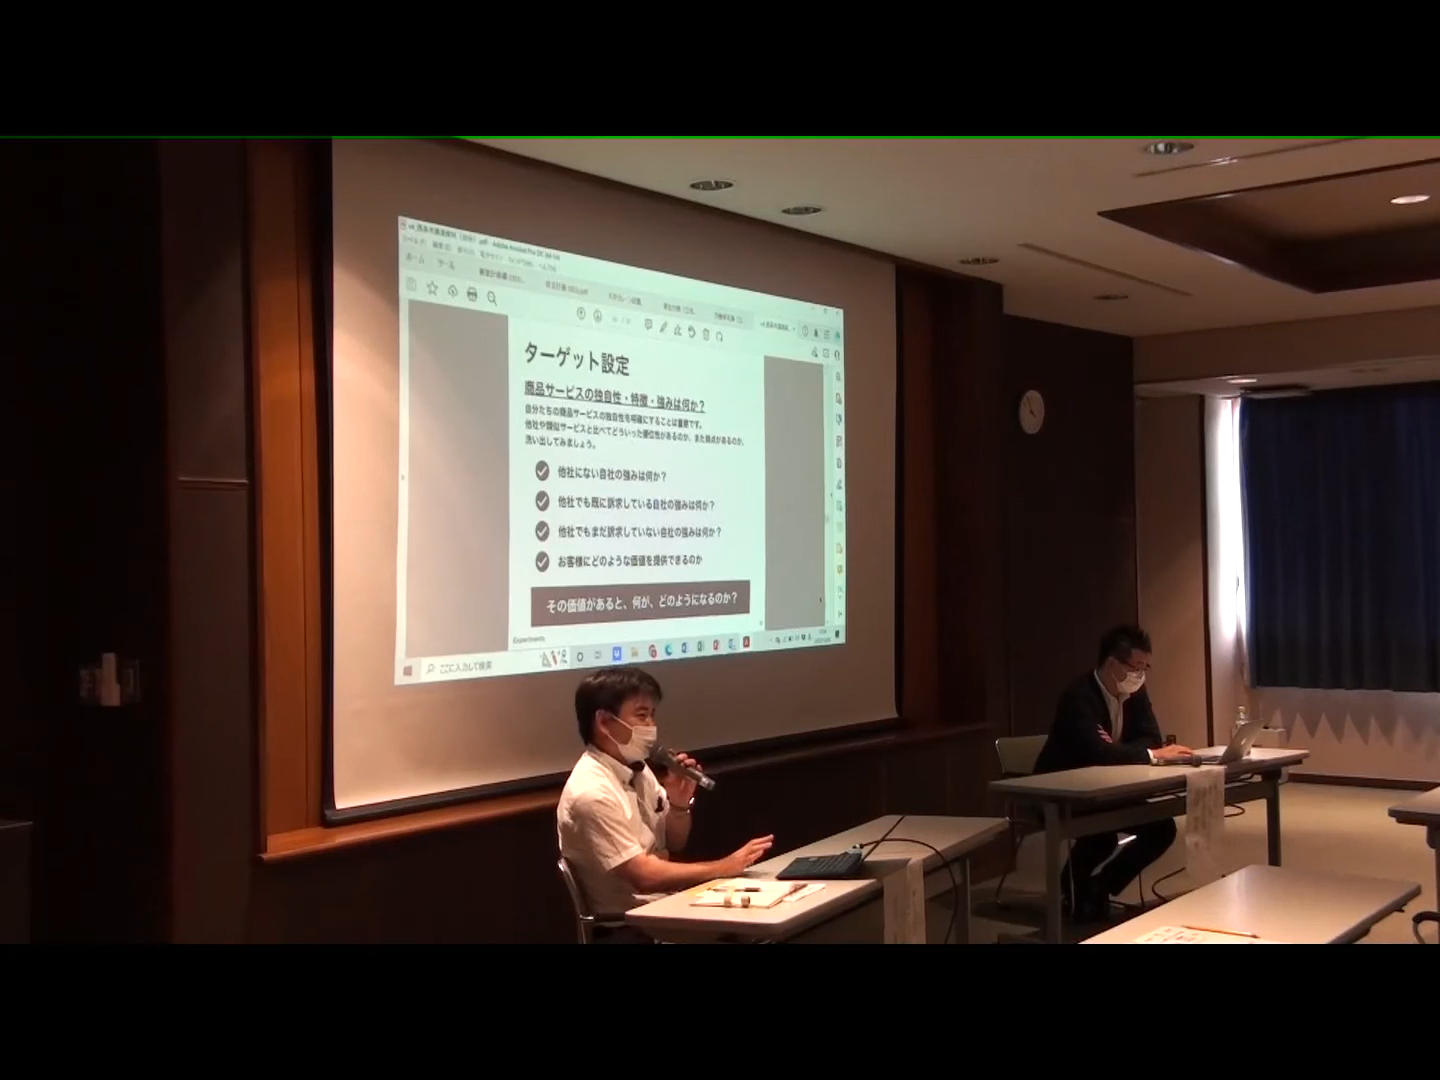 ホーム ツール
ターゲット設定
商品サービスの独自性・特徴・強みは何か？
自分たちの商品サービスの独自性を明確にすることは重要です。
他社や類似サービスと比べてどういった優位性があるのか、また弱点があるのか、
洗い出してみましょう。
他社にない自社の強みは何か？
他社でも既に訴求している自社の強みは何か？
他社でもまだ訴求していない自社の強みは何か？
お客様にどのような価値を提供できるのか
その価値があると、何が、どのようになるのか？
Experiments
ここに入力して検索